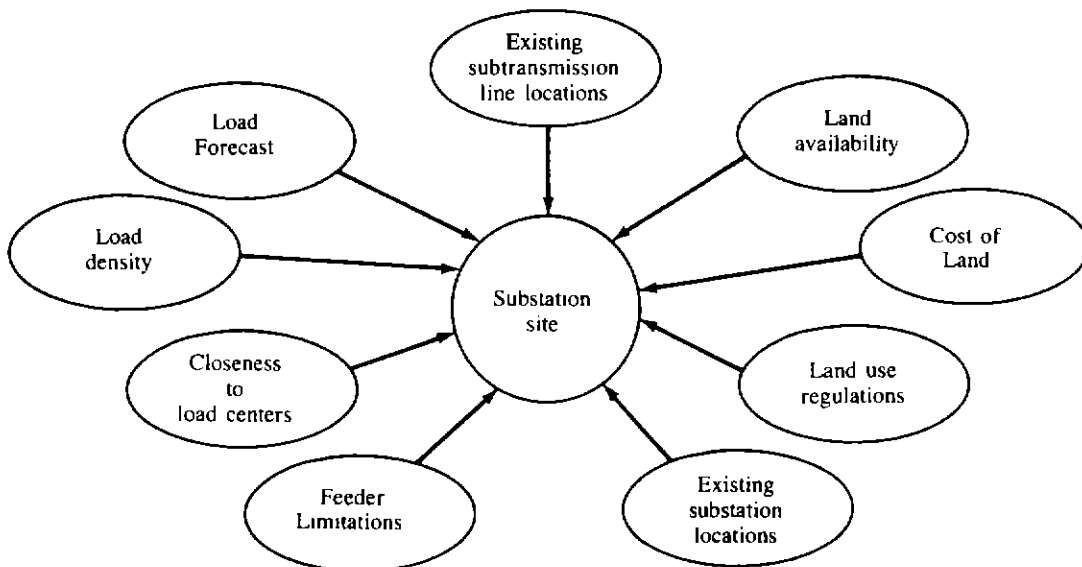 Existing
subtransmission
line locations
Load
Forecast
Land
availability
Load
density
Cost of
Land
Substation
site
Closeness
to
load centers
Land use
regulations
Feeder
Limitations
Existing
substation
locations